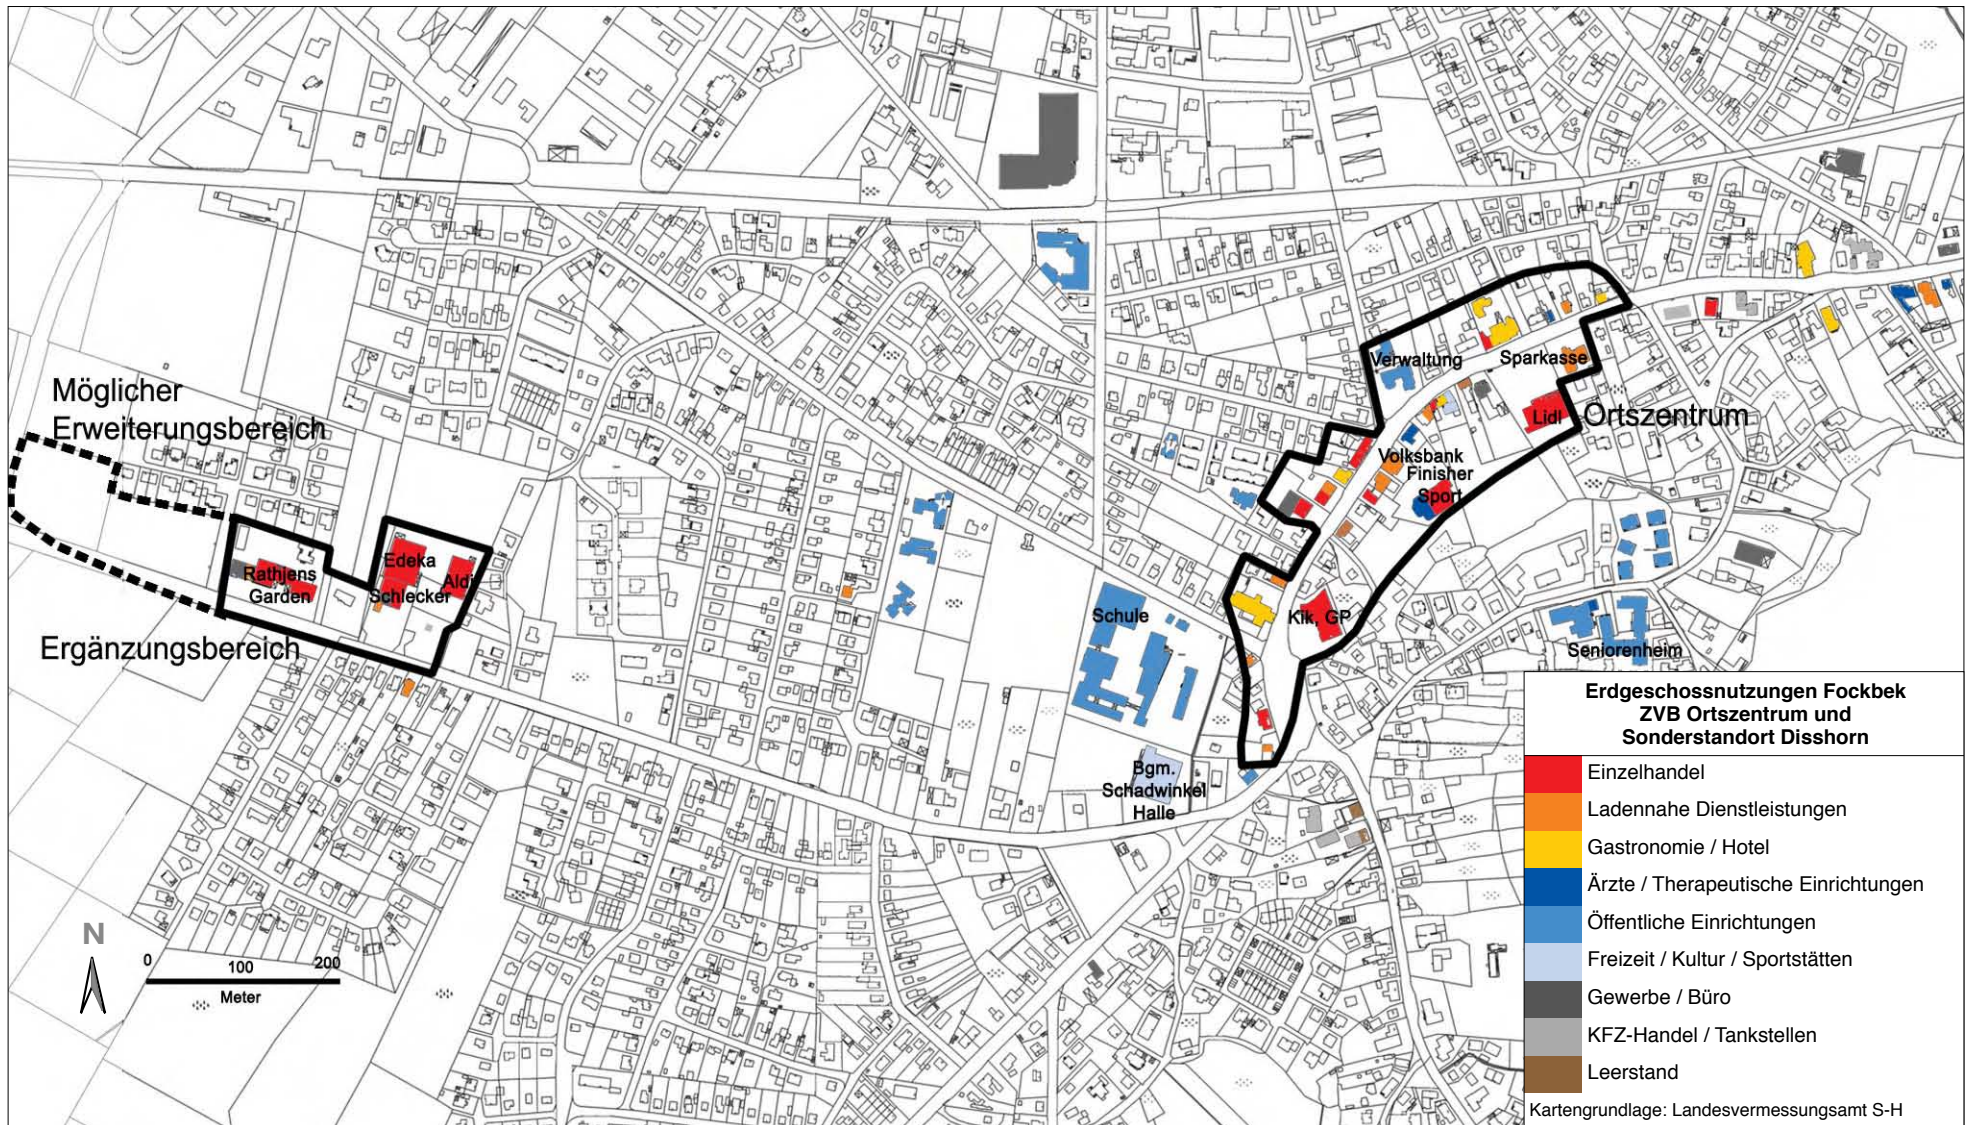 Möglicher
Erweiterungsbereich
Rathjens
Garden
Edeka
Schlecker
Aldi
Ergänzungsbereich
Verwaltung
Sparkasse
Lidl
Ortszentrum
Volksbank
Finisher
Sport
Kik, GP
Schule
Seniorenheim
Bgm.
Schadwinkel
Halle
N
0 100 200
Meter
Erdgeschossnutzungen Fockbek
ZVB Ortszentrum und
Sonderstandort Disshorn
Einzelhandel
Ladennahe Dienstleistungen
Gastronomie / Hotel
Ärzte / Therapeutische Einrichtungen
Öffentliche Einrichtungen
Freizeit / Kultur / Sportstätten
Gewerbe / Büro
KFZ-Handel / Tankstellen
Leerstand
Kartengrundlage: Landesvermessungsamt S-H